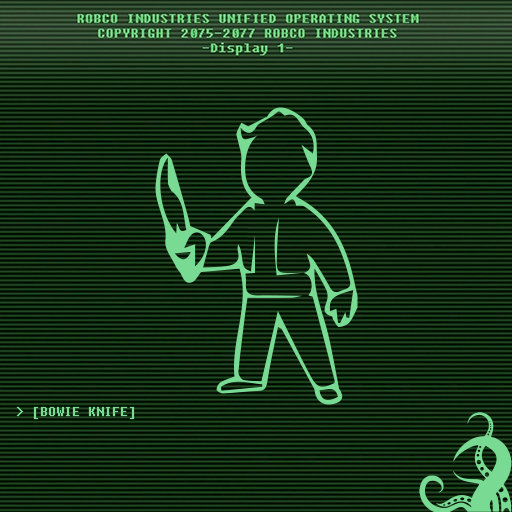 ROBCO INDUSTRIES UNIFIED OPERATING SYSTEM
COPYRIGHT 2075-2077 ROBCO INDUSTRIES
-Display 1-
> [BOWIE KNIFE]